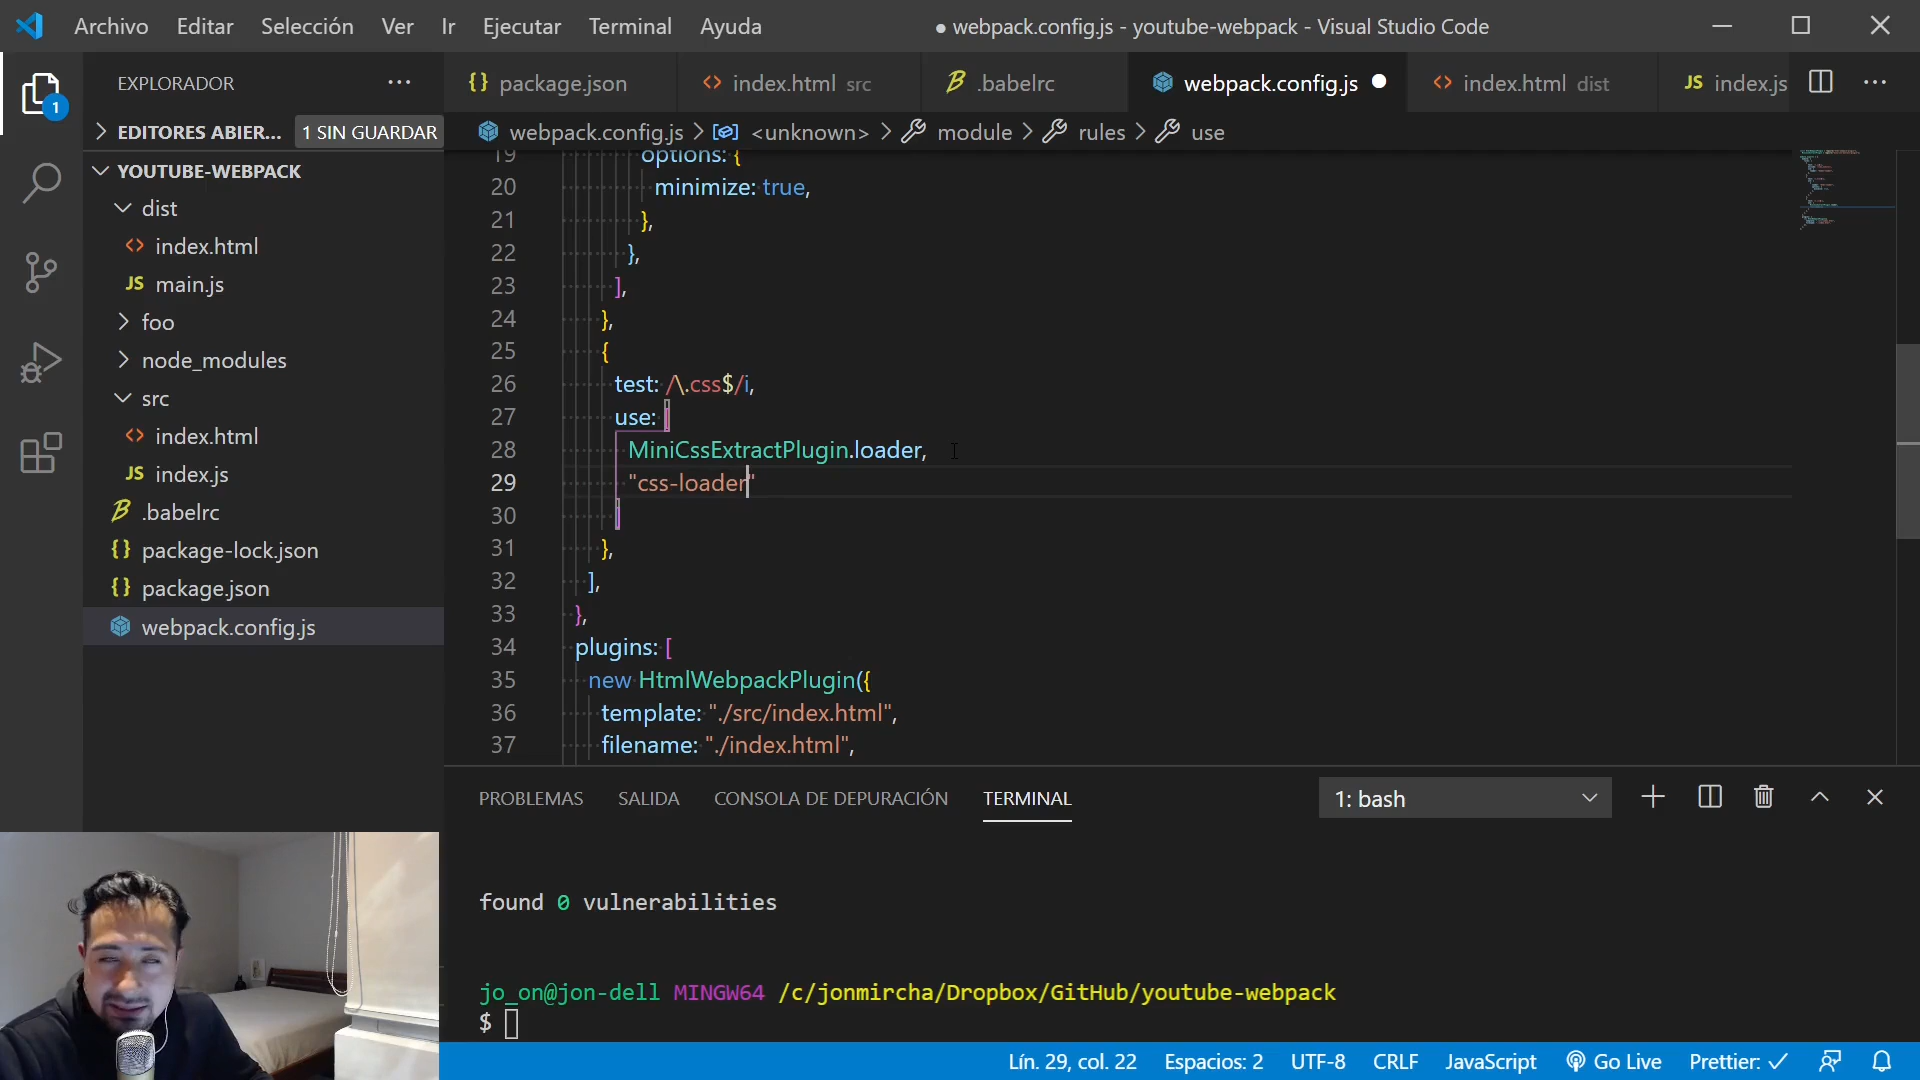 Archivo Editar Selección Ver Ir Ejecutar Terminal Ayuda
● webpack.config.js - youtube-webpack - Visual Studio Code
EXPLORADOR
package.json
index.html src
.babelrc
webpack.config.js
index.html dist
JS index.js
EDITORES ABIER... 1 SIN GUARDAR
webpack.config.js > <unknown> > module > rules > use
1
YOUTUBE-WEBPACK
dist
index.html
JS main.js
foo
node_modules
src
index.html
JS index.js
.babelrc
package-lock.json
package.json
webpack.config.js
19 options: {
20 minimize: true,
21 },
22 },
23 ],
24 },
25 {
26 test: /\.css$/i,
27 use: [
28 MiniCssExtractPlugin.loader,
29 "css-loader"
30 ]
31 },
32 ],
33 },
34 plugins: [
35 new HtmlWebpackPlugin({
36 template: "./src/index.html",
37 filename: "./index.html",
PROBLEMAS SALIDA CONSOLA DE DEPURACIÓN TERMINAL
1: bash
found 0 vulnerabilities
jo_on@jon-dell MINGW64 /c/jonmircha/Dropbox/GitHub/youtube-webpack
$
Lín. 29, col. 22 Espacios: 2 UTF-8 CRLF JavaScript Go Live Prettier: ✓